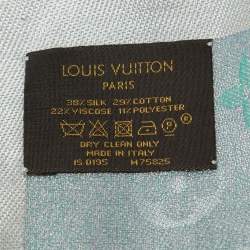 LOUIS VUITTON
PARIS
38% SILK 29% COTTON
22% VISCOSE 11% POLYESTER
DRY CLEAN ONLY
MADE IN ITALY
IS 0195 M75825